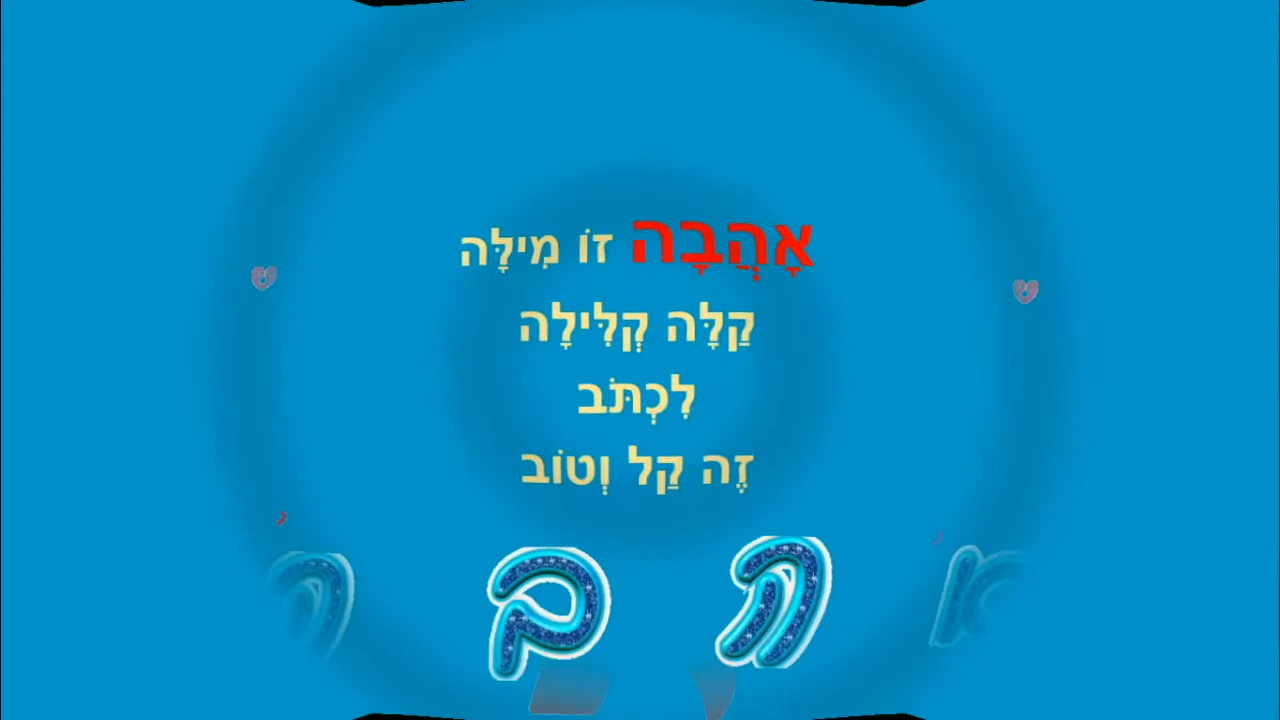 אָהֲבָה זוֹ מִילָּה
קַלָּה קְלִּילָה
לִכְתֹּב
זֶה קַל וְטוֹב
א ה ב ה